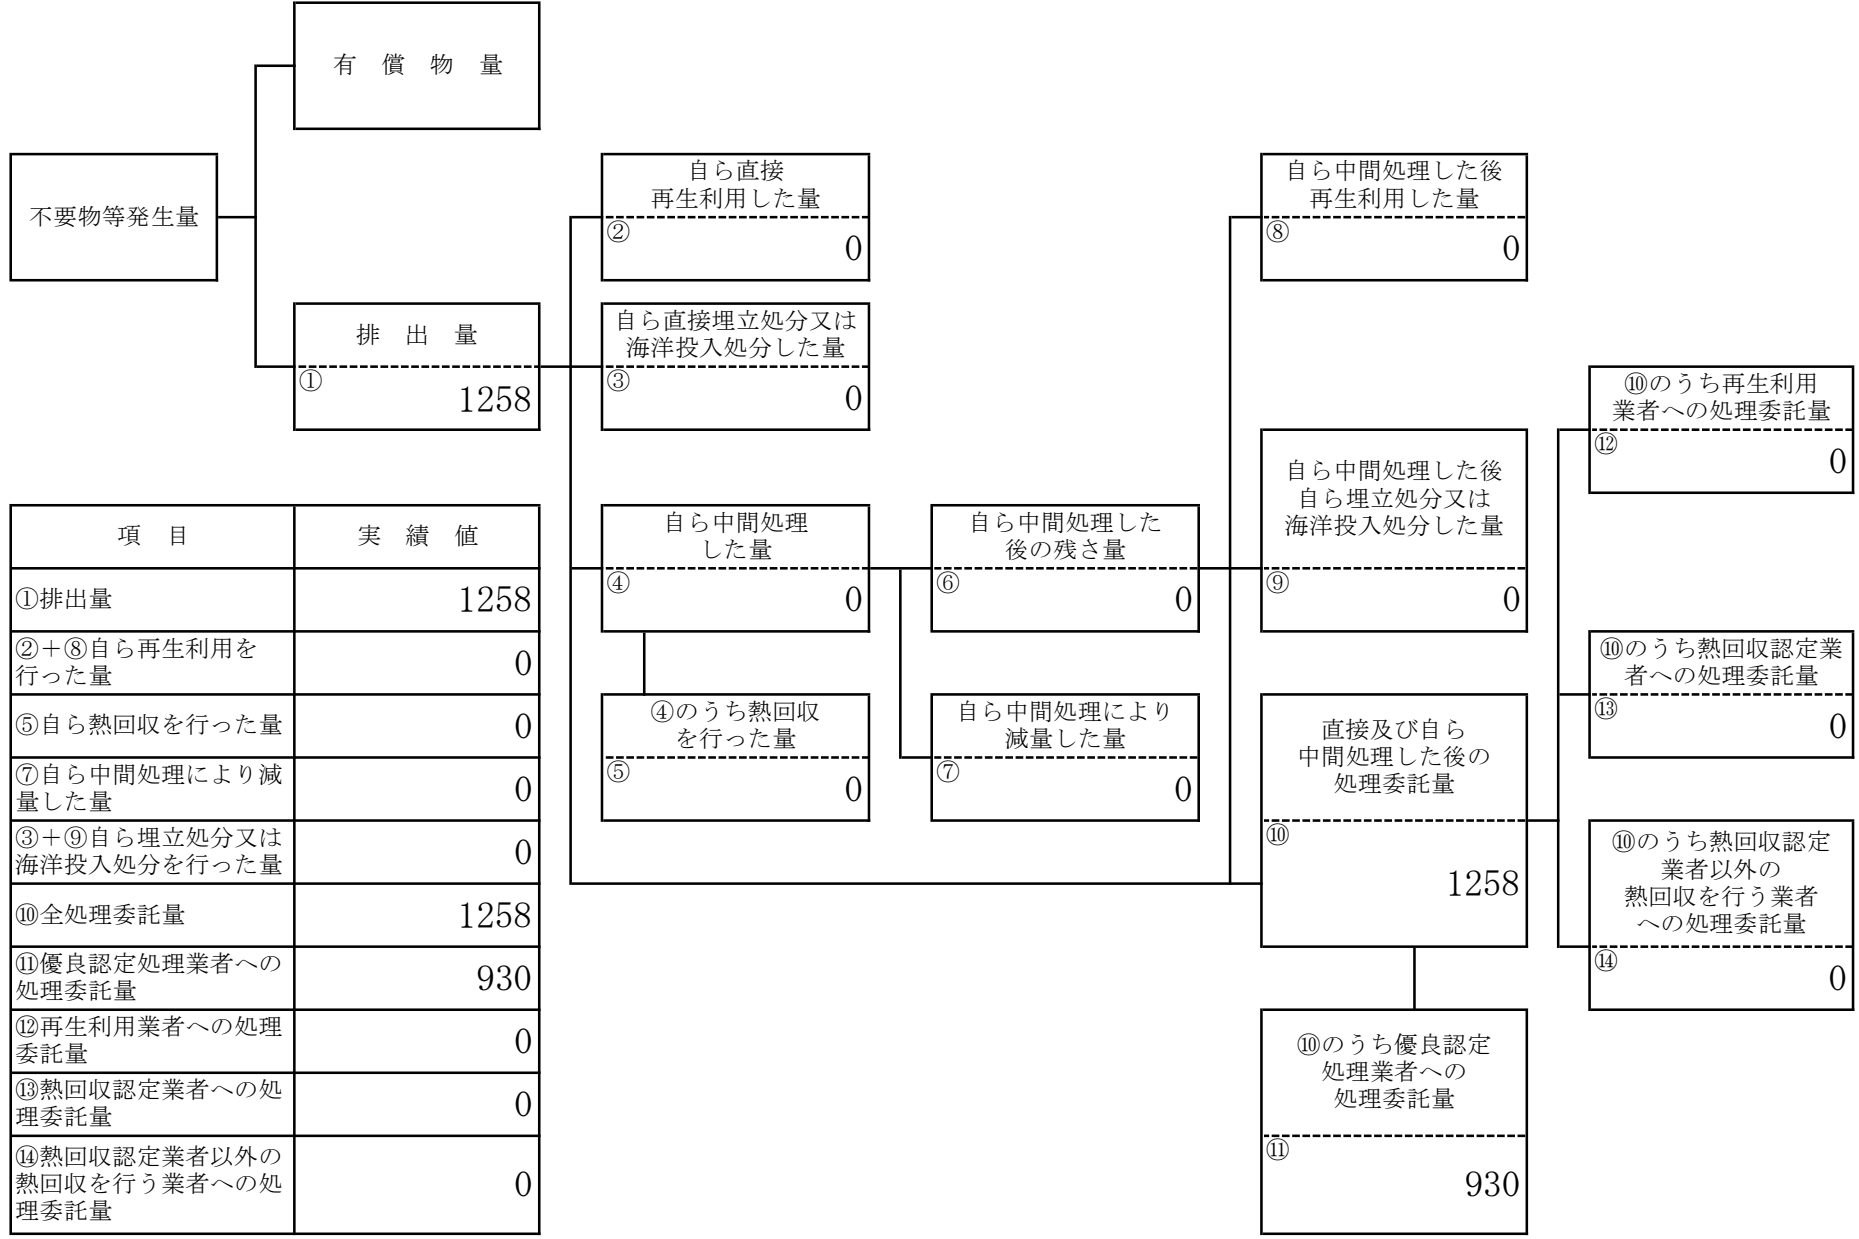 有 償 物 量
不要物等発生量
排 出 量
①
1258
自ら直接
再生利用した量
②
0
自ら直接埋立処分又は
海洋投入処分した量
③
0
自ら中間処理
した量
④
0
④のうち熱回収
を行った量
⑤
0
自ら中間処理した
後の残さ量
⑥
0
自ら中間処理により
減量した量
⑦
0
自ら中間処理した後
再生利用した量
⑧
0
自ら中間処理した後
自ら埋立処分又は
海洋投入処分した量
⑨
0
直接及び自ら
中間処理した後の
処理委託量
⑩
1258
⑩のうち優良認定
処理業者への
処理委託量
⑪
930
⑩のうち再生利用
業者への処理委託量
⑫
0
⑩のうち熱回収認定業
者への処理委託量
⑬
0
⑩のうち熱回収認定
業者以外の
熱回収を行う業者
への処理委託量
⑭
0
項 目 実 績 値
①排出量 1258
②＋⑧自ら再生利用を
行った量 0
⑤自ら熱回収を行った量 0
⑦自ら中間処理により減
量した量 0
③＋⑨自ら埋立処分又は
海洋投入処分を行った量 0
⑩全処理委託量 1258
⑪優良認定処理業者への
処理委託量 930
⑫再生利用業者への処理
委託量 0
⑬熱回収認定業者への処
理委託量 0
⑭熱回収認定業者以外の
熱回収を行う業者への処
理委託量 0